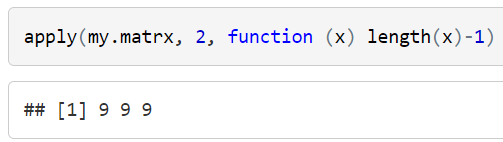 apply(my.matrx, 2, function (x) length(x)-1)
## [1] 9 9 9